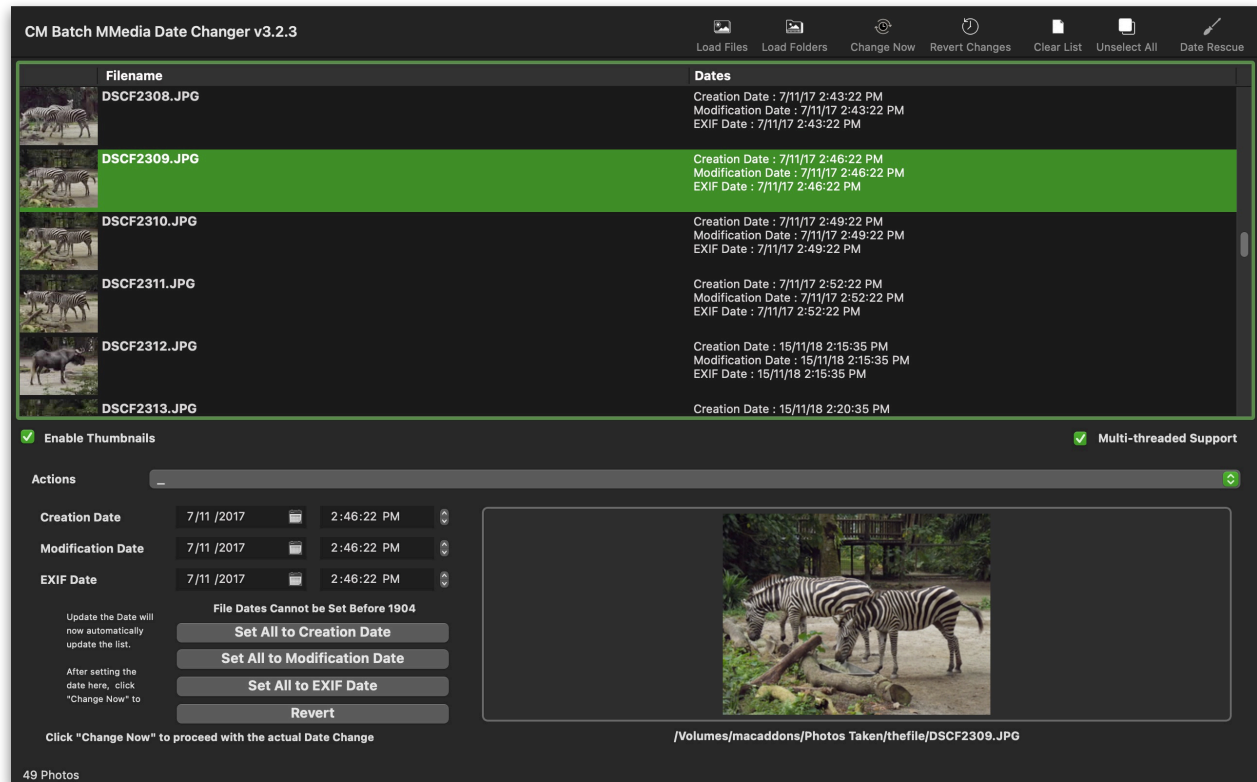 CM Batch MMedia Date Changer v3.2.3
Load Files Load Folders Change Now Revert Changes Clear List Unselect All Date Rescue
Filename Dates
DSCF2308.JPG
Creation Date : 7/11/17 2:43:22 PM
Modification Date : 7/11/17 2:43:22 PM
EXIF Date : 7/11/17 2:43:22 PM
DSCF2309.JPG
Creation Date : 7/11/17 2:46:22 PM
Modification Date : 7/11/17 2:46:22 PM
EXIF Date : 7/11/17 2:46:22 PM
DSCF2310.JPG
Creation Date : 7/11/17 2:49:22 PM
Modification Date : 7/11/17 2:49:22 PM
EXIF Date : 7/11/17 2:49:22 PM
DSCF2311.JPG
Creation Date : 7/11/17 2:52:22 PM
Modification Date : 7/11/17 2:52:22 PM
EXIF Date : 7/11/17 2:52:22 PM
DSCF2312.JPG
Creation Date : 15/11/18 2:15:35 PM
Modification Date : 15/11/18 2:15:35 PM
EXIF Date : 15/11/18 2:15:35 PM
DSCF2313.JPG
Creation Date : 15/11/18 2:20:35 PM
Enable Thumbnails
Multi-threaded Support
Actions _
Creation Date 7/11 /2017 2:46:22 PM
Modification Date 7/11 /2017 2:46:22 PM
EXIF Date 7/11 /2017 2:46:22 PM
File Dates Cannot be Set Before 1904
Update the Date will
now automatically
update the list.
After setting the
date here, click
"Change Now" to
Set All to Creation Date
Set All to Modification Date
Set All to EXIF Date
Revert
Click "Change Now" to proceed with the actual Date Change
/Volumes/macaddons/Photos Taken/thefile/DSCF2309.JPG
49 Photos